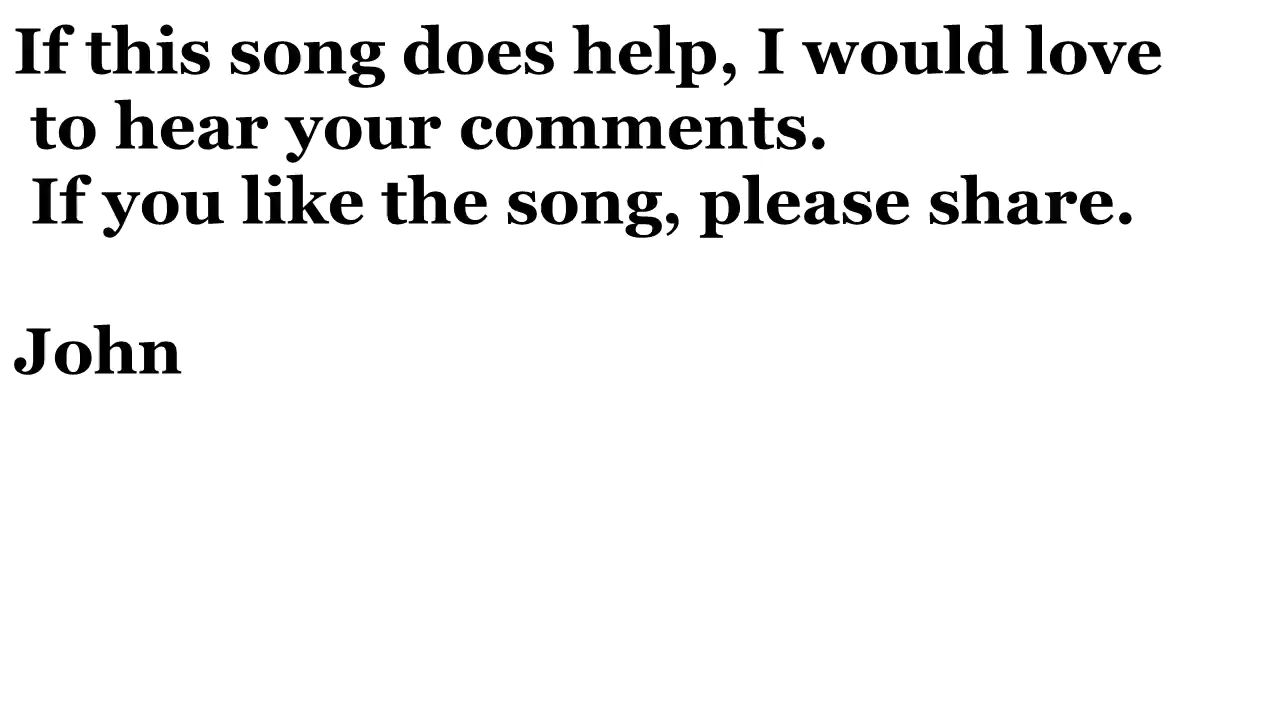 If this song does help, I would love
to hear your comments.
If you like the song, please share.
John